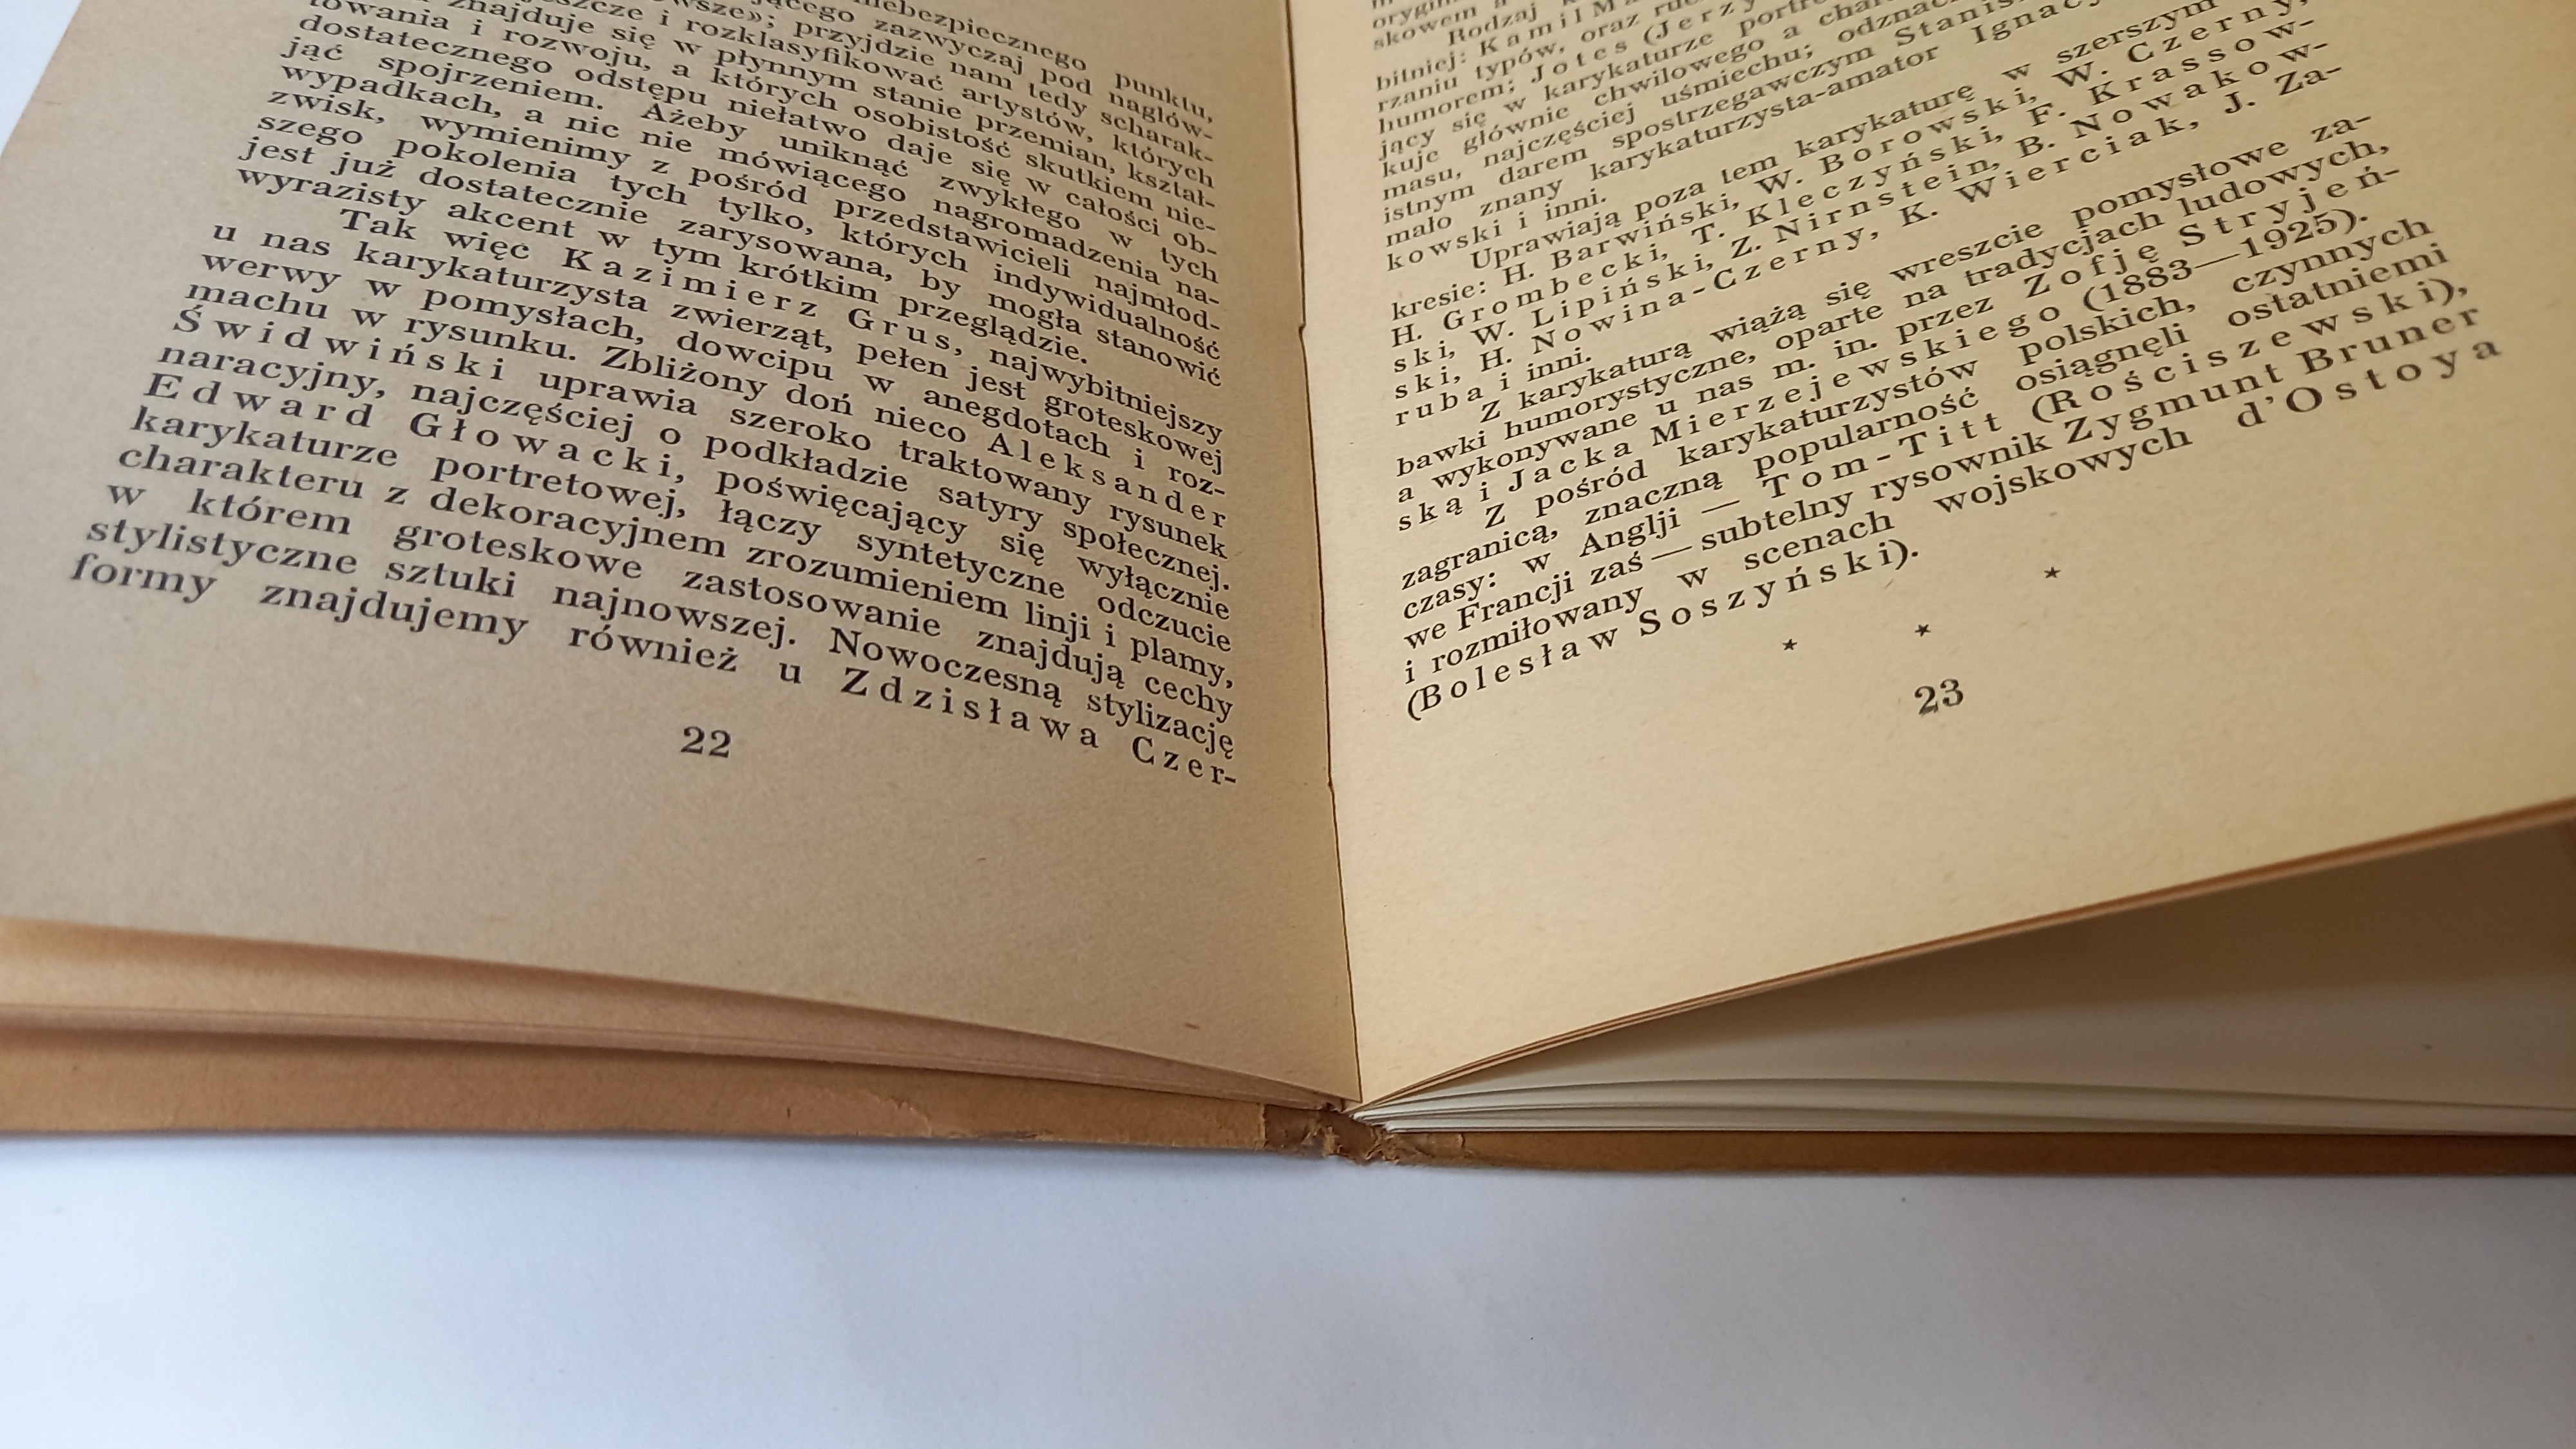 niebezpiecznego punktu,
zazwyczaj pod nagłów-
przyjdzie nam tedy scharak-
i rozklasyfikować artystów, których
znajduje się w płynnym stanie przemian, kształ-
towania i rozwoju, a których osobistość skutkiem nie-
dostatecznego odstępu niełatwo daje się w całości ob-
jąć spojrzeniem. Ażeby uniknąć zwykłego w tych
wypadkach, a nic nie mówiącego nagromadzenia na-
zwisk, wymienimy z pośród przedstawicieli najmłod-
szego pokolenia tych tylko, których indywidualność
jest już dostatecznie zarysowana, by mogła stanowić
wyrazisty akcent w tym krótkim przeglądzie.
Tak więc Kazimierz Grus, najwybitniejszy
u nas karykaturzysta zwierząt, pełen jest groteskowej
werwy w pomysłach, dowcipu w anegdotach i roz-
machu w rysunku. Zbliżony doń nieco Aleksander
Świdwiński uprawia szeroko traktowany rysunek
naracyjny, najczęściej o podkładzie satyry społecznej.
Edward Głowacki, poświęcający się wyłącznie
karykaturze portretowej, łączy syntetyczne odczucie
charakteru z dekoracyjnem zrozumieniem linji i plamy,
w którem groteskowe zastosowanie znajdują cechy
stylistyczne sztuki najnowszej. Nowoczesną stylizację
formy znajdujemy również u Zdzisława Czer-
22
skowem a
Rodzaj
bitniej: Kamil
rzaniu typów, oraz
humorem; Jotes (Jerzy
jący się w karykaturze
kuje głównie chwilowego a
masu, najczęściej uśmiechu;
istnym darem spostrzegawczym
mało znany karykaturzysta-amator
kowski i inni.
Uprawiają poza tem karykaturę w szerszym
kresie: H. Barwiński, W. Borowski, W. Czerny,
H. Grombecki, T. Kleczyński, F. Krassow-
ski, W. Lipiński, Z. Nirnstein, B. Nowakow-
ski, H. Nowina-Czerny, K. Wierciak, J. Za-
ruba i inni.
Z karykaturą wiążą się wreszcie pomysłowe za-
bawki humorystyczne, oparte na tradycjach ludowych,
a wykonywane u nas m. in. przez Zofję Stryjeń-
ską i Jacka Mierzejewskiego (1883—1925).
Z pośród karykaturzystów polskich, czynnych
zagranicą, znaczną popularność osiągnęli ostatniemi
czasy: w Anglji — Tom-Titt (Rościszewski),
we Francji zaś — subtelny rysownik Zygmunt Bruner
i rozmiłowany w scenach wojskowych d'Ostoya
(Bolesław Soszyński).
* * *
23